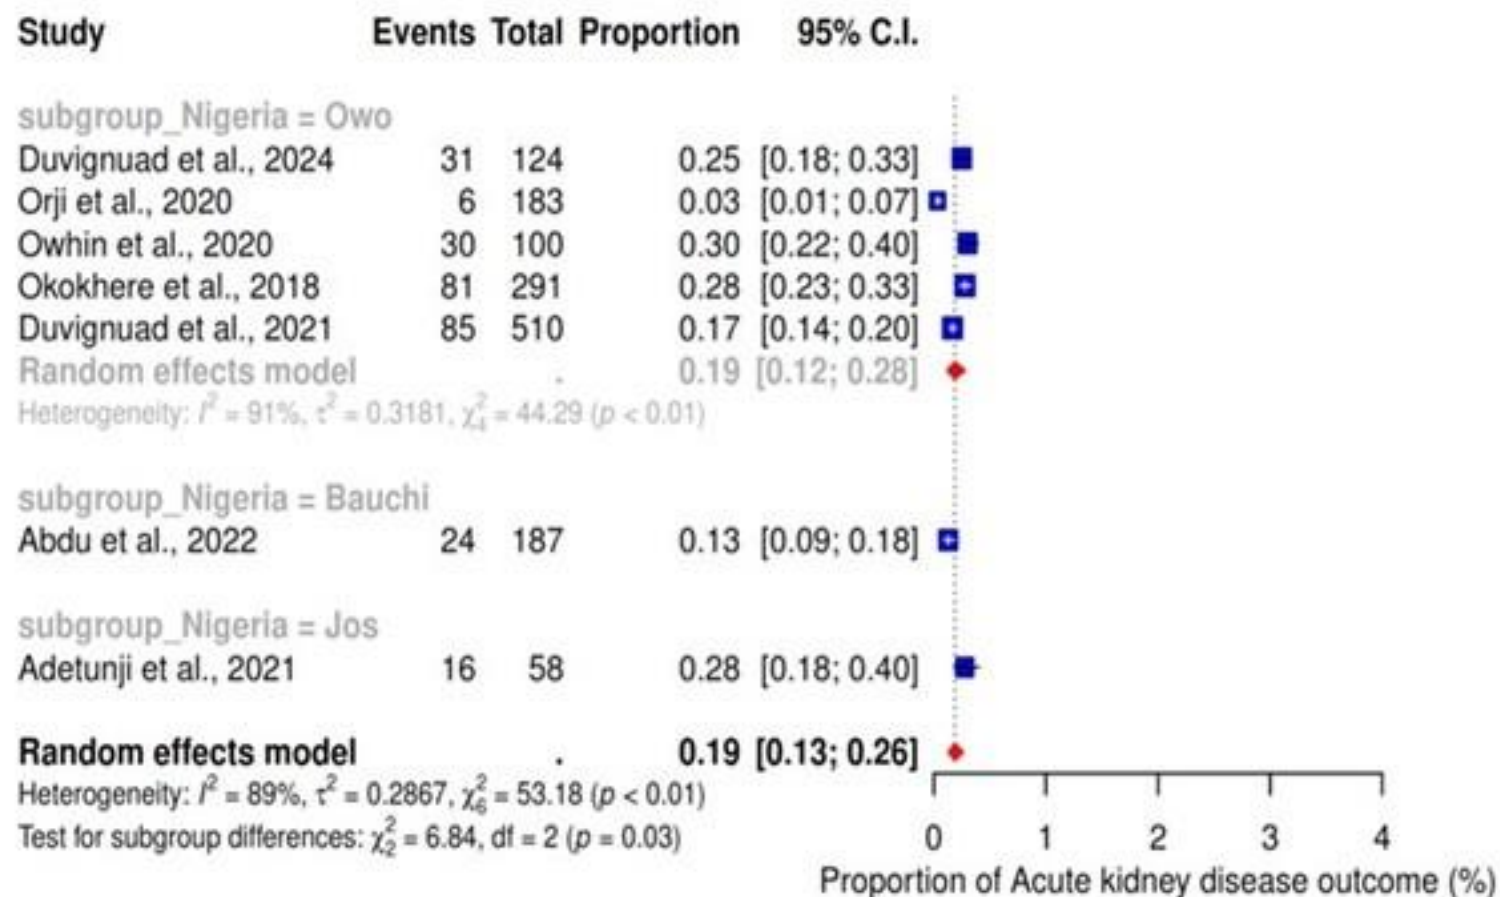 Study Events Total Proportion 95% C.I.
subgroup_Nigeria = Owo
Duvignuad et al., 2024 31 124 0.25 [0.18; 0.33]
Orji et al., 2020 6 183 0.03 [0.01; 0.07]
Owhin et al., 2020 30 100 0.30 [0.22; 0.40]
Okokhere et al., 2018 81 291 0.28 [0.23; 0.33]
Duvignuad et al., 2021 85 510 0.17 [0.14; 0.20]
Random effects model . 0.19 [0.12; 0.28]
Heterogeneity: I² = 91%, τ² = 0.3181, χ²₄ = 44.29 (p < 0.01)
subgroup_Nigeria = Bauchi
Abdu et al., 2022 24 187 0.13 [0.09; 0.18]
subgroup_Nigeria = Jos
Adetunji et al., 2021 16 58 0.28 [0.18; 0.40]
Random effects model . 0.19 [0.13; 0.26]
Heterogeneity: I² = 89%, τ² = 0.2867, χ²₆ = 53.18 (p < 0.01)
Test for subgroup differences: χ²₂ = 6.84, df = 2 (p = 0.03)
0 1 2 3 4
Proportion of Acute kidney disease outcome (%)